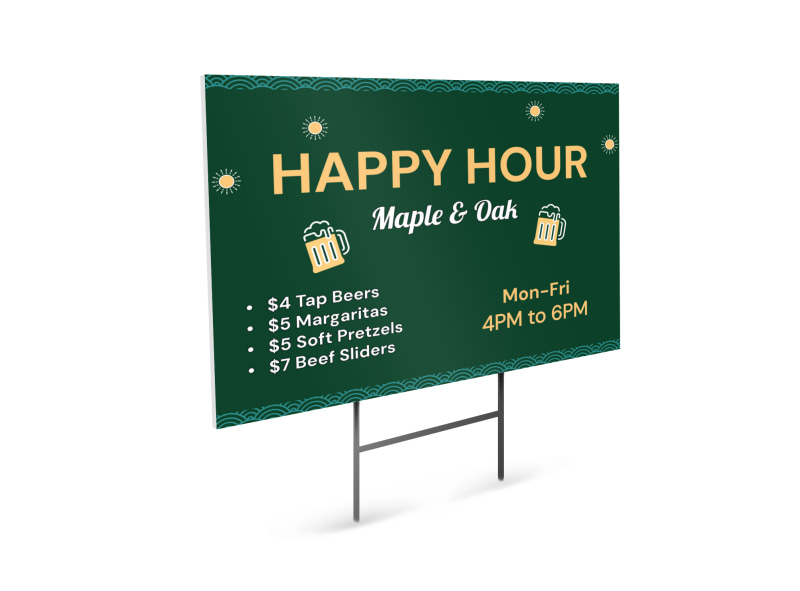 HAPPY HOUR
Maple & Oak
• $4 Tap Beers
• $5 Margaritas
• $5 Soft Pretzels
• $7 Beef Sliders
Mon-Fri
4PM to 6PM